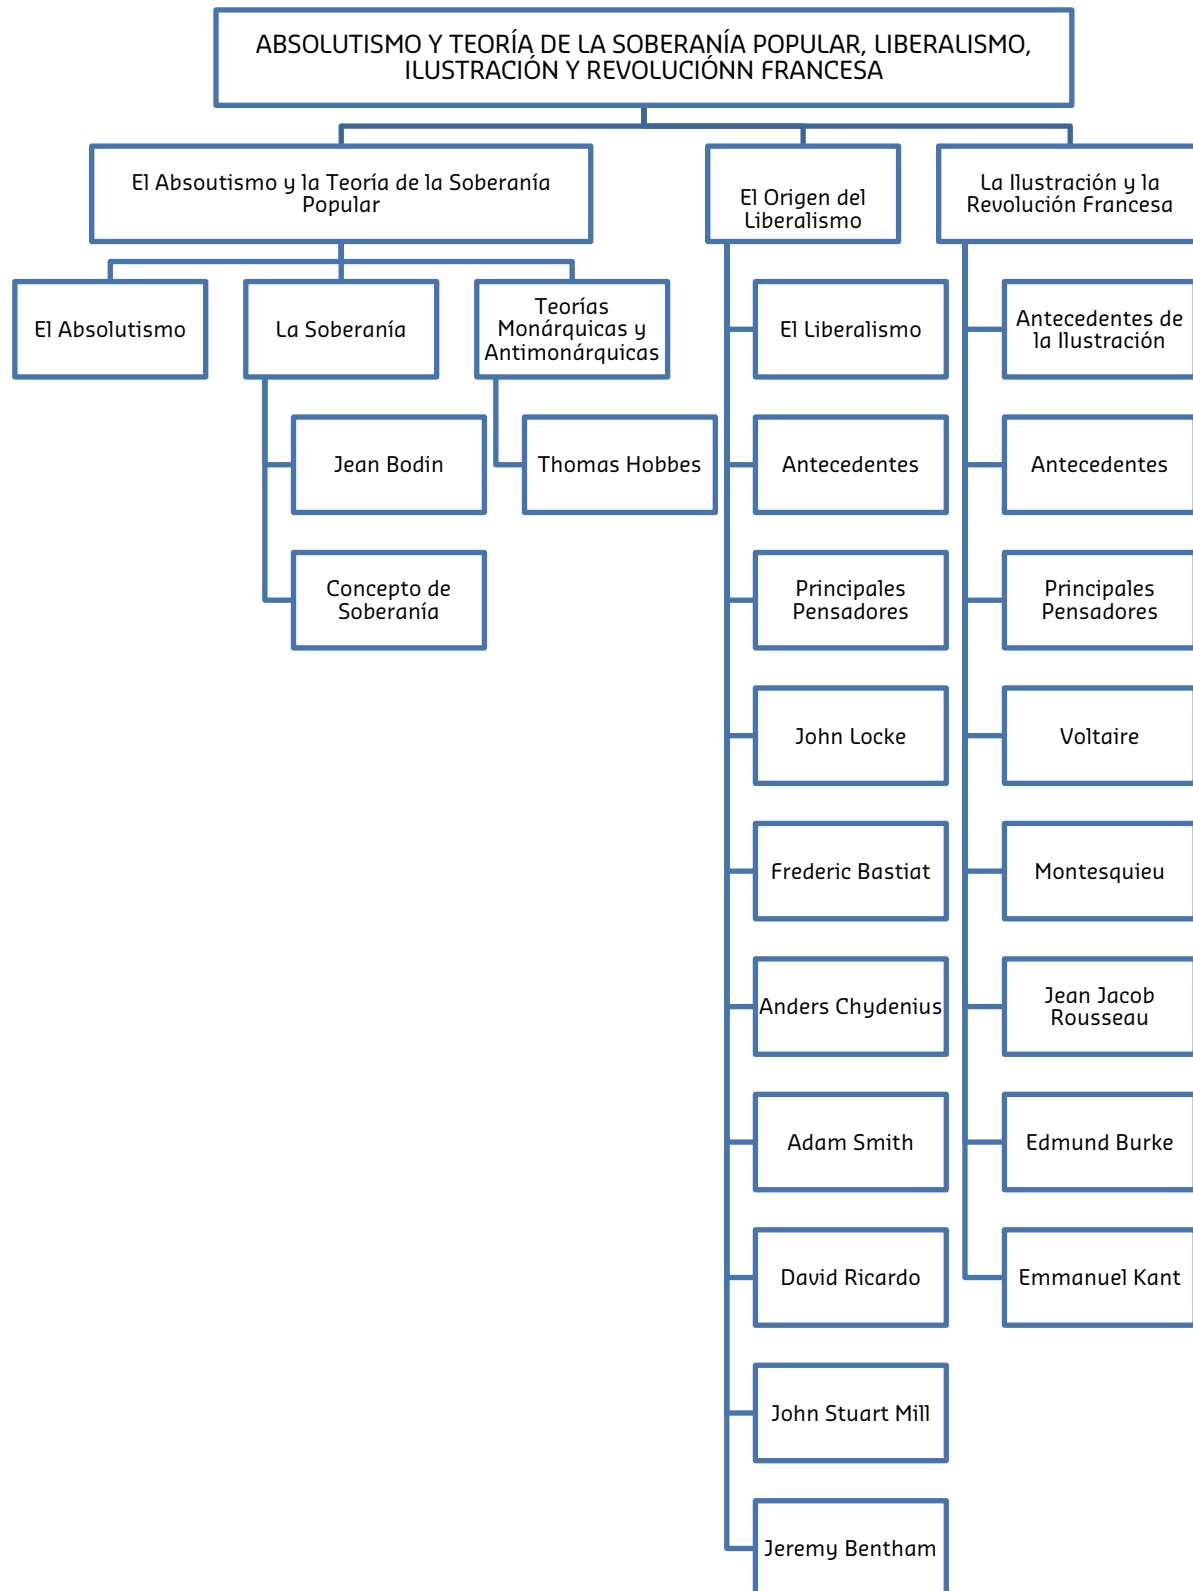 ABSOLUTISMO Y TEORÍA DE LA SOBERANÍA POPULAR, LIBERALISMO,
ILUSTRACIÓN Y REVOLUCIÓNN FRANCESA
El Absoutismo y la Teoría de la Soberanía
Popular
El Absolutismo
La Soberanía
Jean Bodin
Concepto de
Soberanía
Teorías
Monárquicas y
Antimonárquicas
Thomas Hobbes
El Origen del
Liberalismo
El Liberalismo
Antecedentes
Principales
Pensadores
John Locke
Frederic Bastiat
Anders Chydenius
Adam Smith
David Ricardo
John Stuart Mill
Jeremy Bentham
La Ilustración y la
Revolución Francesa
Antecedentes de
la Ilustración
Antecedentes
Principales
Pensadores
Voltaire
Montesquieu
Jean Jacob
Rousseau
Edmund Burke
Emmanuel Kant